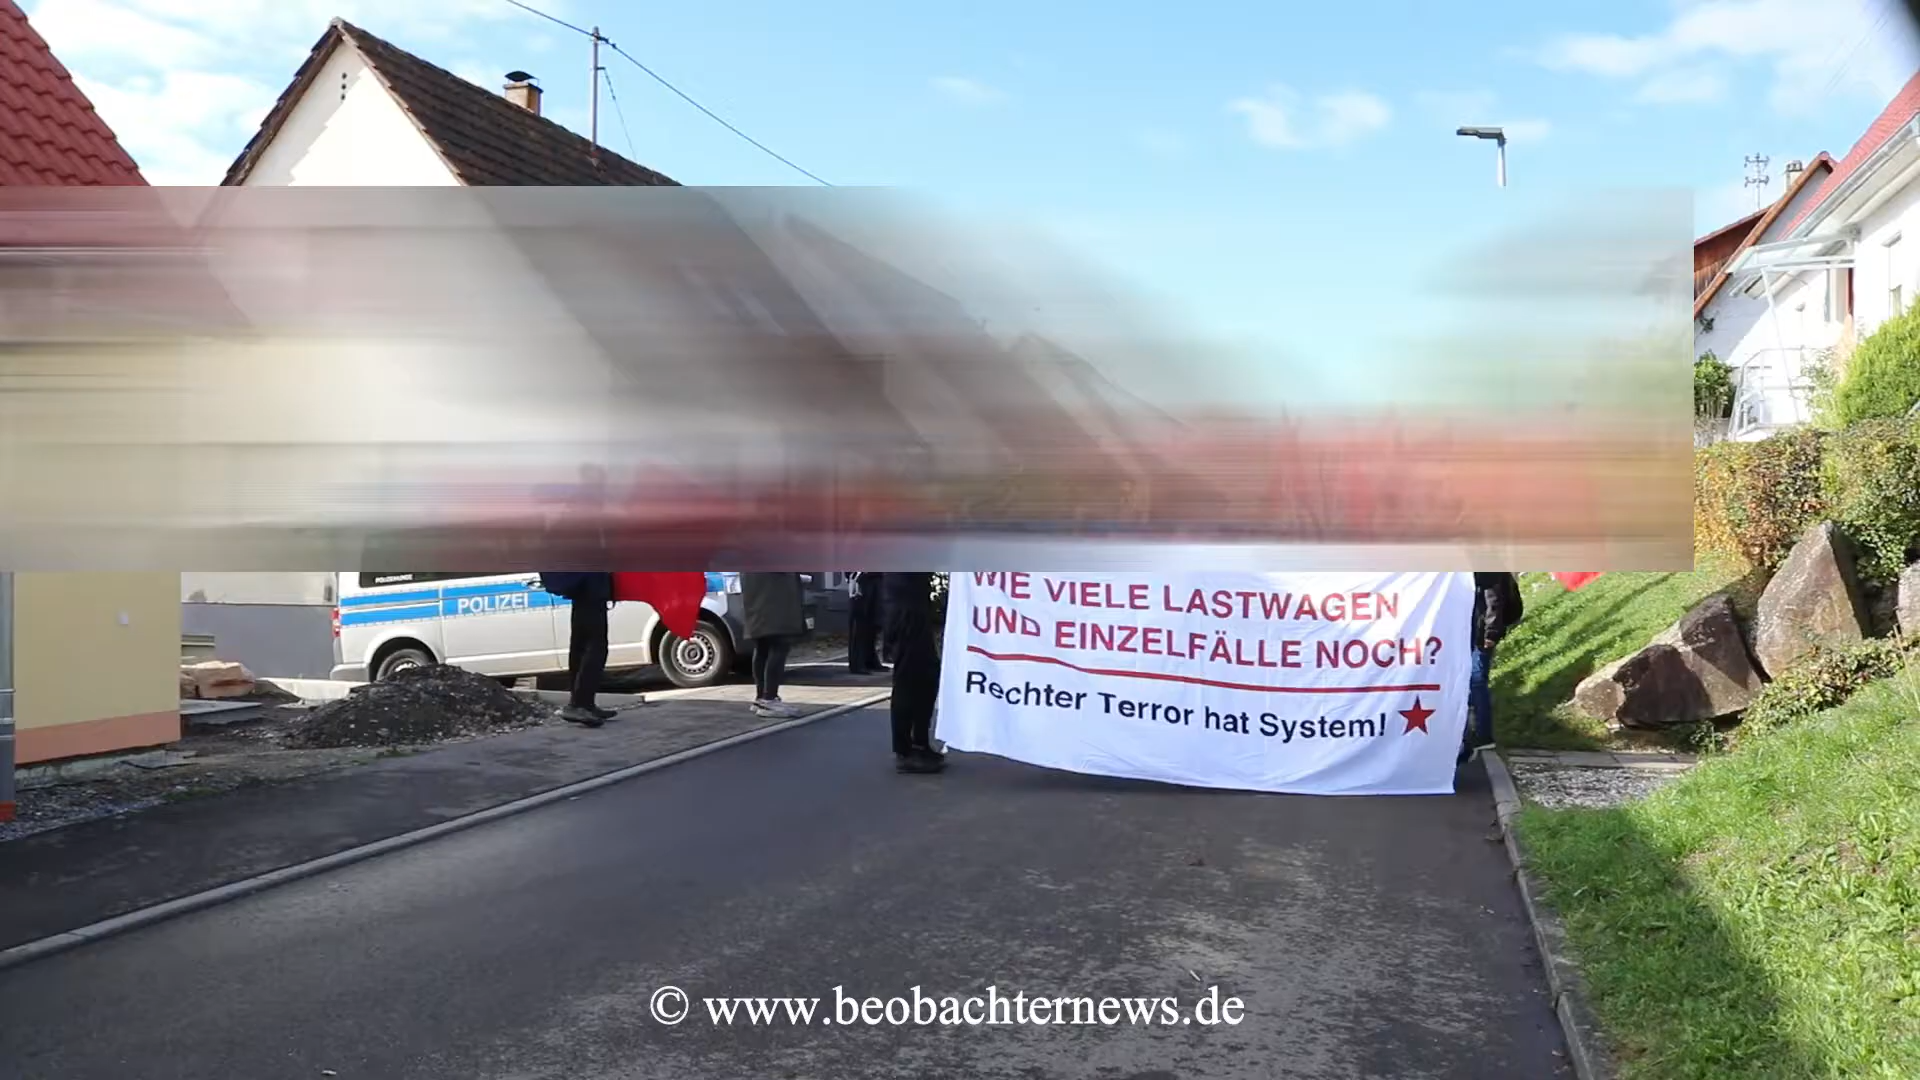 POLIZEI
WIE VIELE LASTWAGEN
UND EINZELFÄLLE NOCH?
Rechter Terror hat System!
© www.beobachternews.de